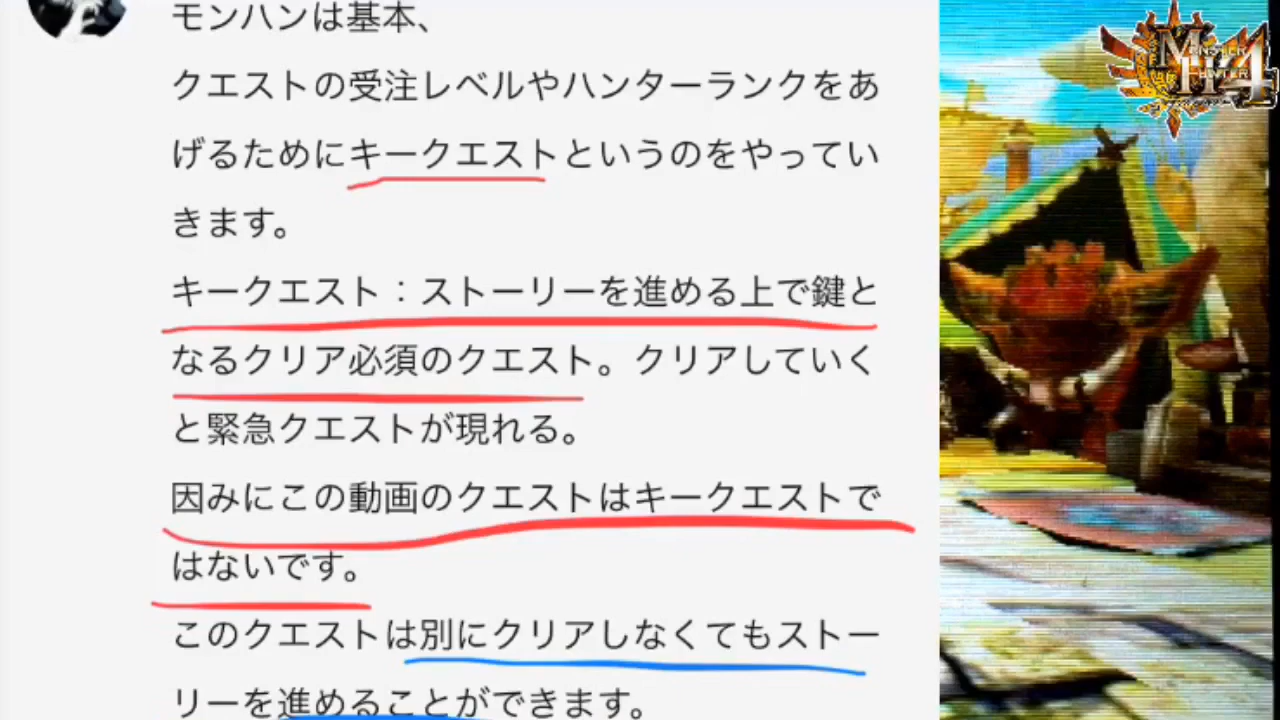 モンハンは基本、
クエストの受注レベルやハンターランクをあ
げるためにキークエストというのをやってい
きます。
キークエスト：ストーリーを進める上で鍵と
なるクリア必須のクエスト。クリアしていく
と緊急クエストが現れる。
因みにこの動画のクエストはキークエストで
はないです。
このクエストは別にクリアしなくてもストー
リーを進めることができます。
MONSTER
HUNTER 4